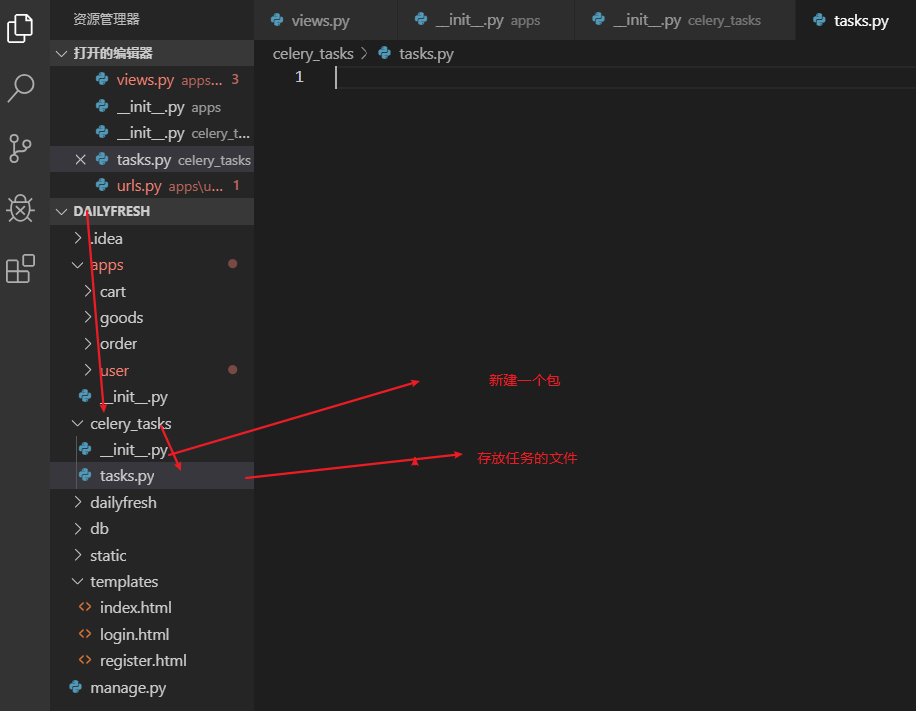 资源管理器
views.py
__init__.py apps
__init__.py celery_tasks
tasks.py
打开的编辑器
celery_tasks > tasks.py
views.py apps... 3
1
__init__.py apps
__init__.py celery_t...
tasks.py celery_tasks
urls.py apps\u... 1
DAILYFRESH
.idea
apps
cart
goods
order
user
新建一个包
__init__.py
celery_tasks
__init__.py
存放任务的文件
tasks.py
dailyfresh
db
static
templates
index.html
login.html
register.html
manage.py